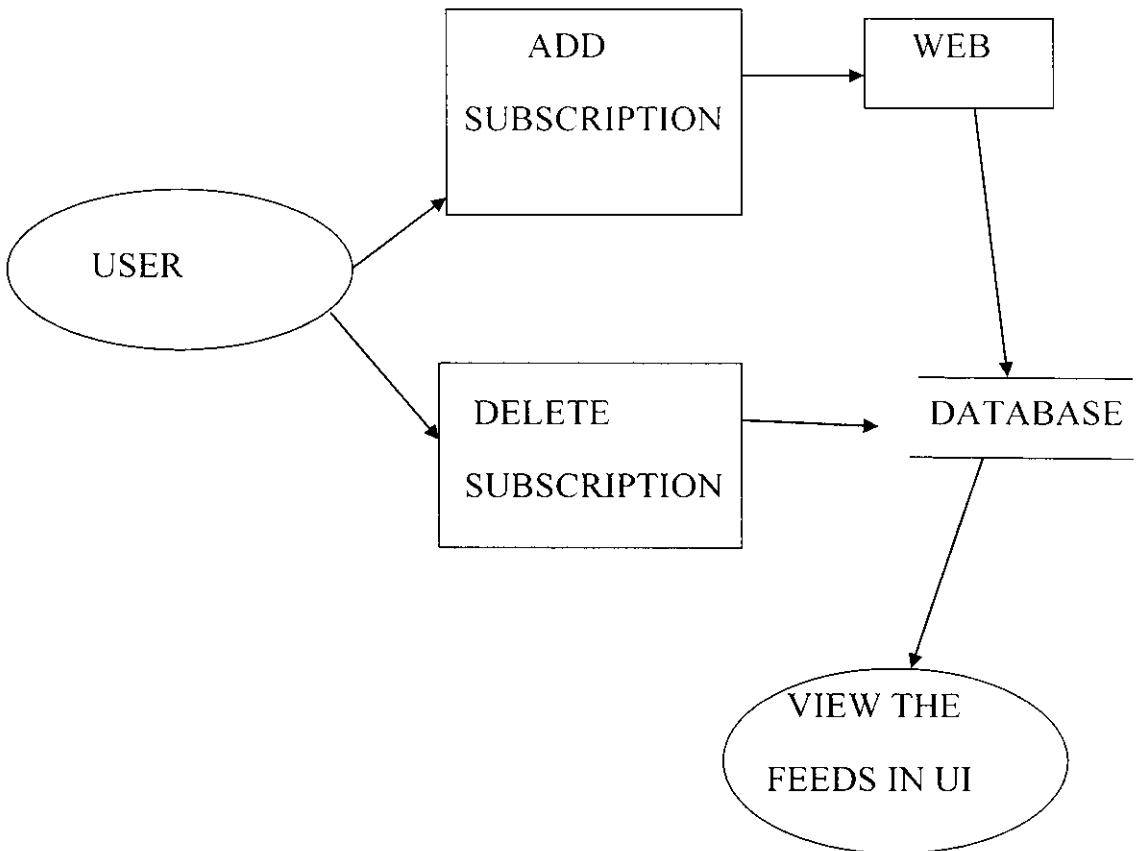 ADD
SUBSCRIPTION
WEB
USER
DELETE
SUBSCRIPTION
DATABASE
VIEW THE
FEEDS IN UI